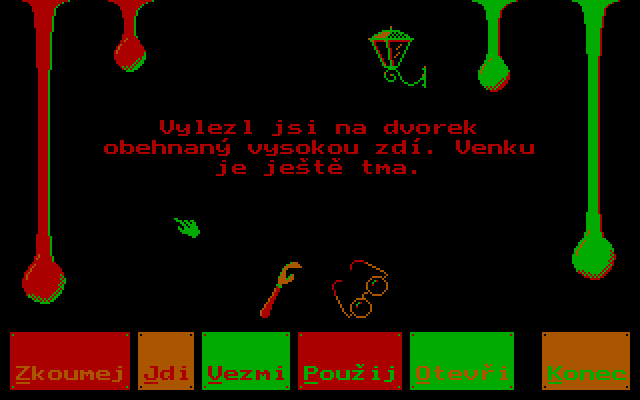 Vylezl jsi na dvorek
obehnaný vysokou zdí. Venku
je ještě tma.
Zkoumej Jdi Vezmi Použij Otevři Konec